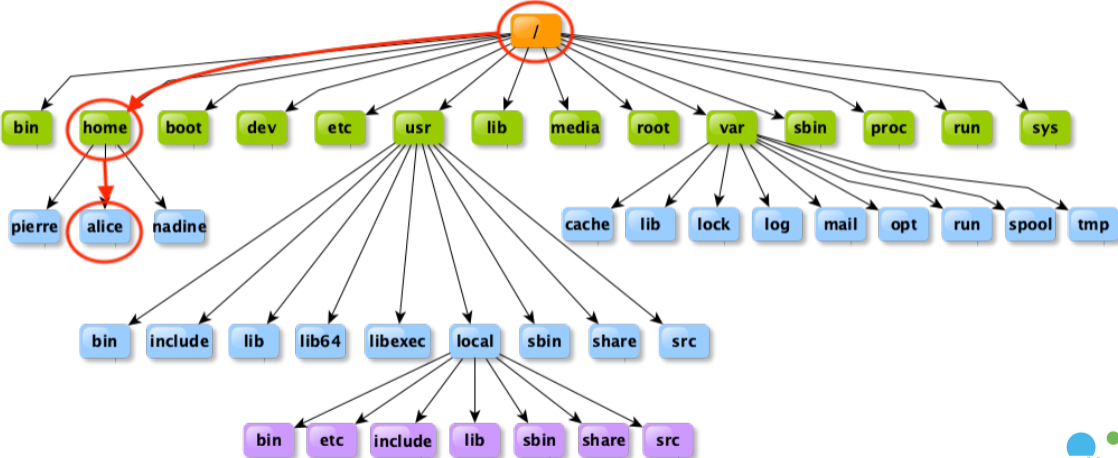 /
bin home boot dev etc usr lib media root var sbin proc run sys
pierre alice nadine cache lib lock log mail opt run spool tmp
bin include lib lib64 libexec local sbin share src
bin etc include lib sbin share src